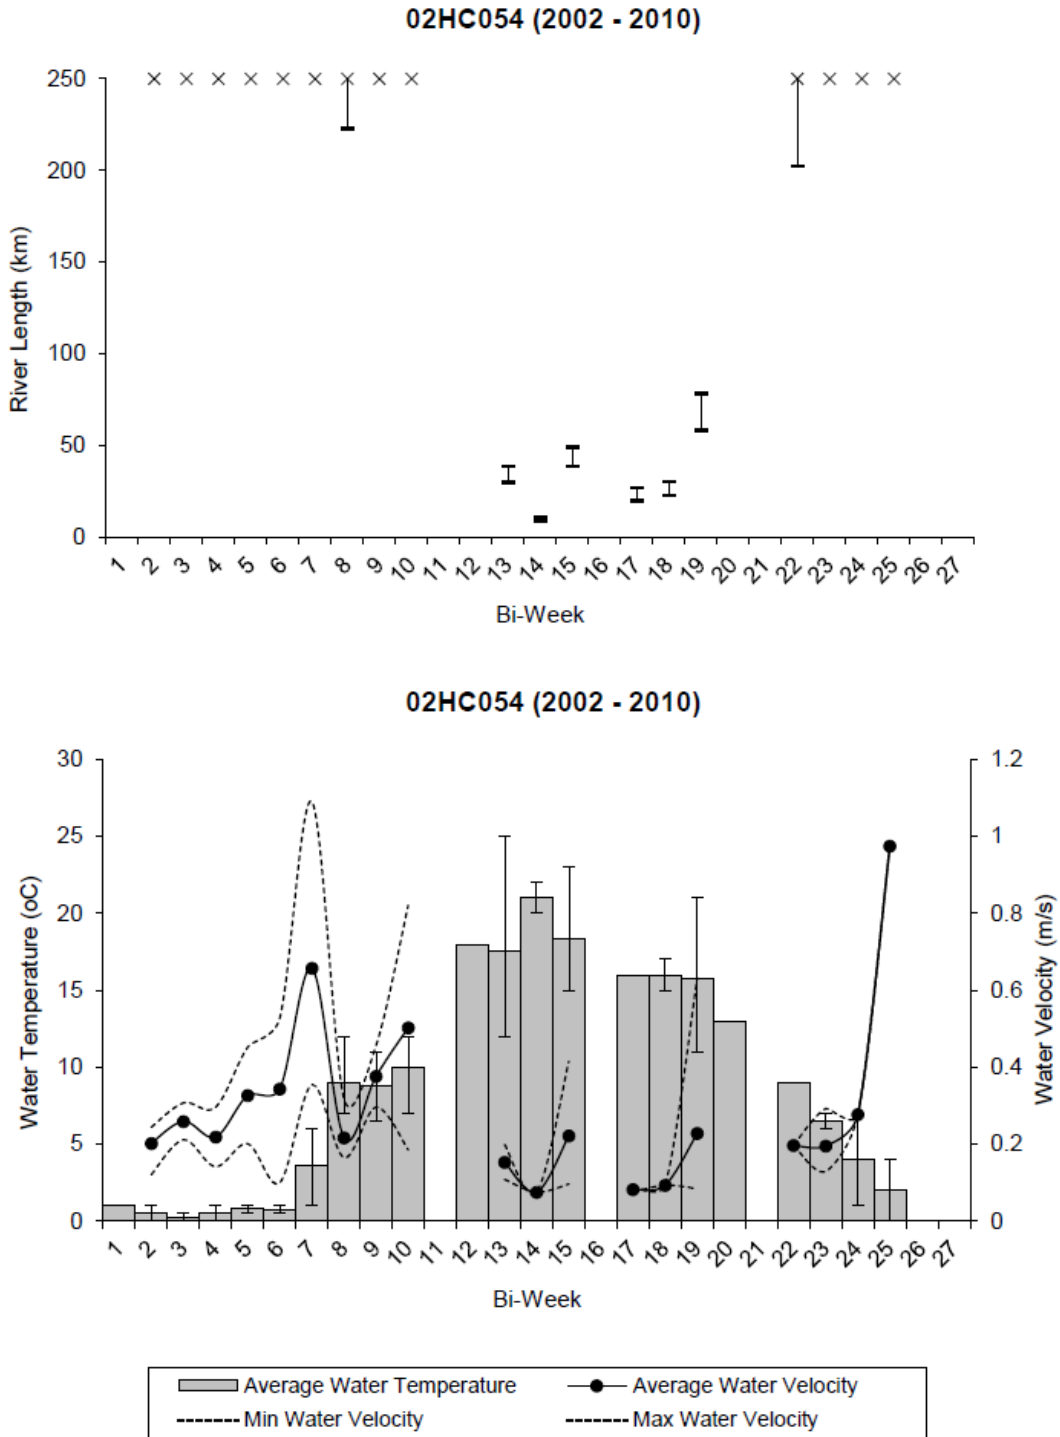 02HC054 (2002 - 2010)
250
200
150
100
50
0
River Length (km)
1 2 3 4 5 6 7 8 9 10 11 12 13 14 15 16 17 18 19 20 21 22 23 24 25 26 27
Bi-Week
02HC054 (2002 - 2010)
30 1.2
25 1
20 0.8
15 0.6
10 0.4
5 0.2
0 0
Water Temperature (oC)
Water Velocity (m/s)
1 2 3 4 5 6 7 8 9 10 11 12 13 14 15 16 17 18 19 20 21 22 23 24 25 26 27
Bi-Week
Average Water Temperature Average Water Velocity
Min Water Velocity Max Water Velocity